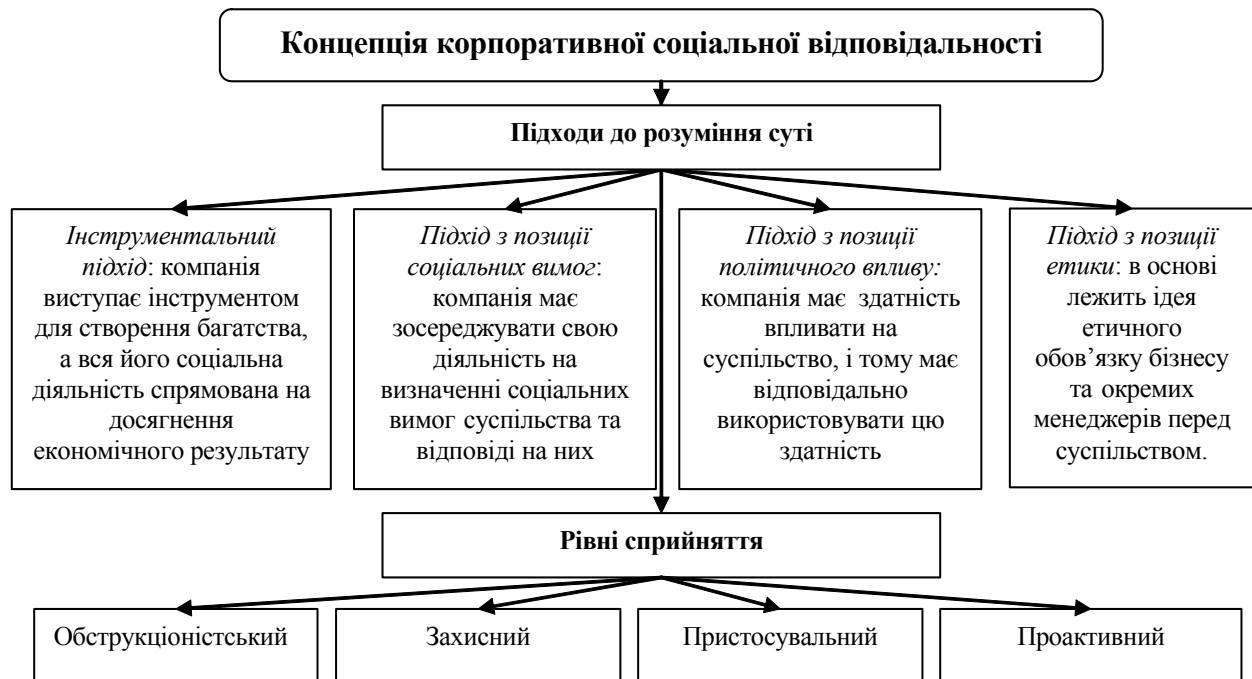 Концепція корпоративної соціальної відповідальності
Підходи до розуміння суті
Інструментальний
підхід: компанія
виступає інструментом
для створення багатства,
а вся його соціальна
діяльність спрямована на
досягнення
економічного результату
Підхід з позиції
соціальних вимог:
компанія має
зосереджувати свою
діяльність на
визначенні соціальних
вимог суспільства та
відповіді на них
Підхід з позиції
політичного впливу:
компанія має здатність
впливати на
суспільство, і тому має
відповідально
використовувати цю
здатність
Підхід з позиції
етики: в основі
лежить ідея
етичного
обов’язку бізнесу
та окремих
менеджерів перед
суспільством.
Рівні сприйняття
Обструкціоністський
Захисний
Пристосувальний
Проактивний